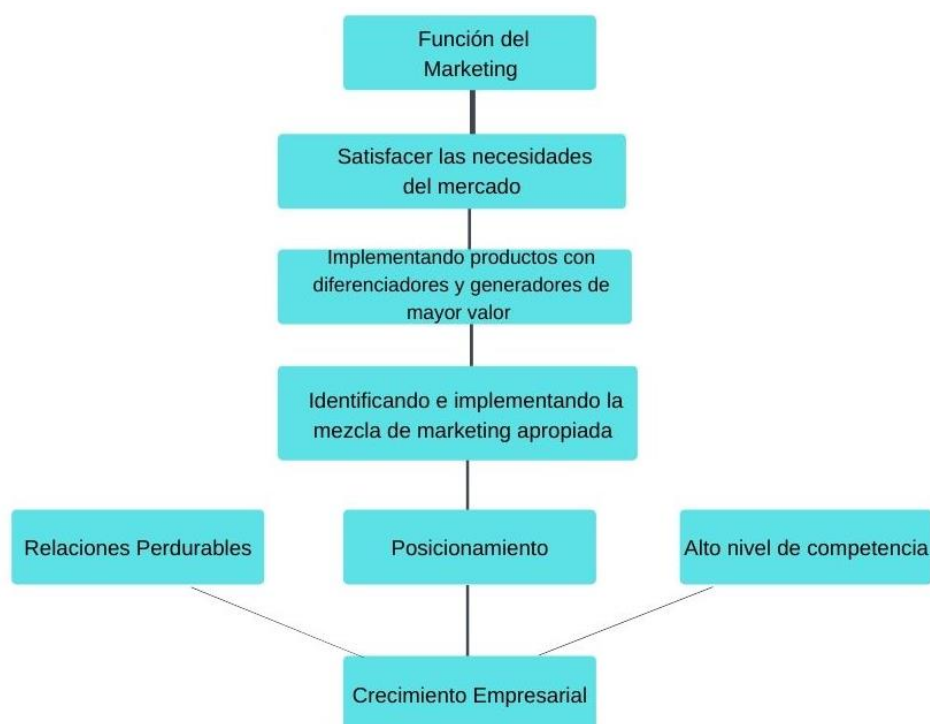 Función del
Marketing
Satisfacer las necesidades
del mercado
Implementando productos con
diferenciadores y generadores de
mayor valor
Identificando e implementando la
mezcla de marketing apropiada
Relaciones Perdurables
Posicionamiento
Alto nivel de competencia
Crecimiento Empresarial